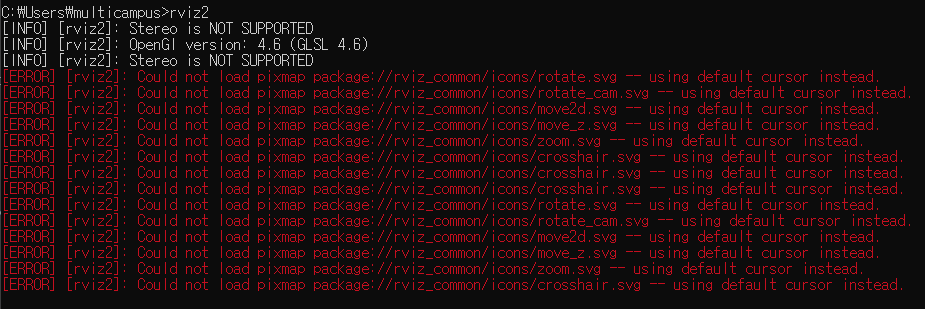 C:₩Users₩multicampus>rviz2
[INFO] [rviz2]: Stereo is NOT SUPPORTED
[INFO] [rviz2]: OpenGl version: 4.6 (GLSL 4.6)
[INFO] [rviz2]: Stereo is NOT SUPPORTED
[ERROR] [rviz2]: Could not load pixmap package://rviz_common/icons/rotate.svg -- using default cursor instead.
[ERROR] [rviz2]: Could not load pixmap package://rviz_common/icons/rotate_cam.svg -- using default cursor instead.
[ERROR] [rviz2]: Could not load pixmap package://rviz_common/icons/move2d.svg -- using default cursor instead.
[ERROR] [rviz2]: Could not load pixmap package://rviz_common/icons/move_z.svg -- using default cursor instead.
[ERROR] [rviz2]: Could not load pixmap package://rviz_common/icons/zoom.svg -- using default cursor instead.
[ERROR] [rviz2]: Could not load pixmap package://rviz_common/icons/crosshair.svg -- using default cursor instead.
[ERROR] [rviz2]: Could not load pixmap package://rviz_common/icons/crosshair.svg -- using default cursor instead.
[ERROR] [rviz2]: Could not load pixmap package://rviz_common/icons/crosshair.svg -- using default cursor instead.
[ERROR] [rviz2]: Could not load pixmap package://rviz_common/icons/rotate.svg -- using default cursor instead.
[ERROR] [rviz2]: Could not load pixmap package://rviz_common/icons/rotate_cam.svg -- using default cursor instead.
[ERROR] [rviz2]: Could not load pixmap package://rviz_common/icons/move2d.svg -- using default cursor instead.
[ERROR] [rviz2]: Could not load pixmap package://rviz_common/icons/move_z.svg -- using default cursor instead.
[ERROR] [rviz2]: Could not load pixmap package://rviz_common/icons/zoom.svg -- using default cursor instead.
[ERROR] [rviz2]: Could not load pixmap package://rviz_common/icons/crosshair.svg -- using default cursor instead.